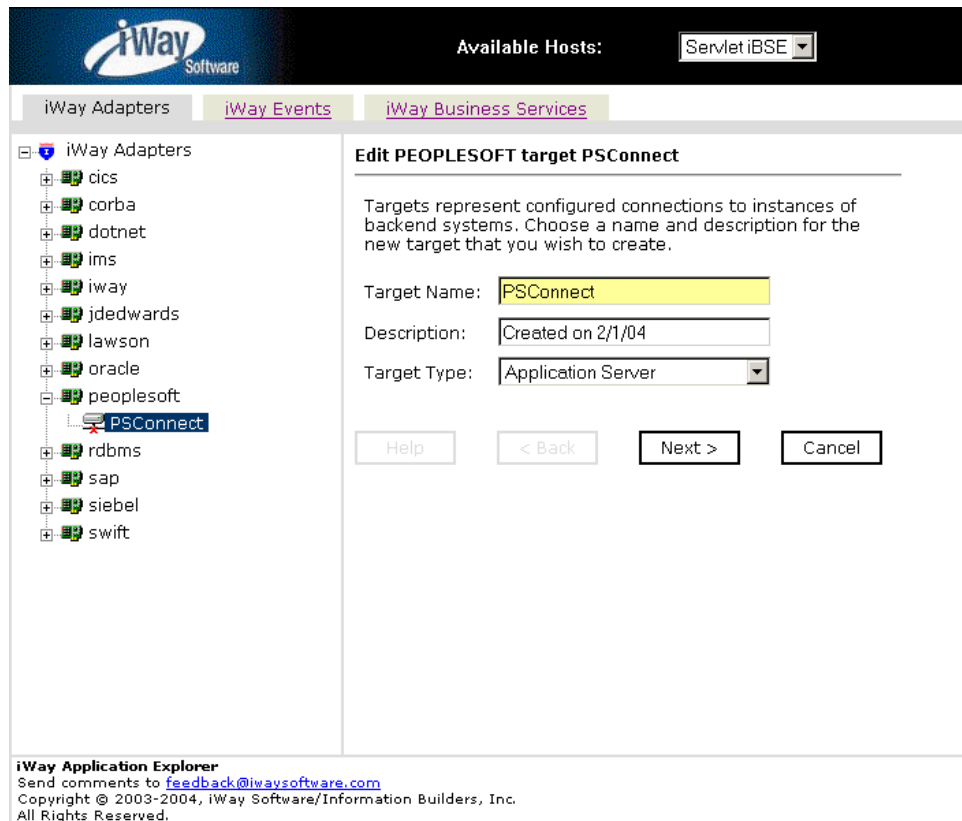 iWay
Software
Available Hosts:
Servlet iBSE
iWay Adapters
iWay Events
iWay Business Services
iWay Adapters
cics
corba
dotnet
ims
iway
jdedwards
lawson
oracle
peoplesoft
PSConnect
rdbms
sap
siebel
swift
Edit PEOPLESOFT target PSConnect
Targets represent configured connections to instances of
backend systems. Choose a name and description for the
new target that you wish to create.
Target Name: PSConnect
Description: Created on 2/1/04
Target Type: Application Server
Help
< Back
Next >
Cancel
iWay Application Explorer
Send comments to feedback@iwaysoftware.com
Copyright © 2003-2004, iWay Software/Information Builders, Inc.
All Rights Reserved.